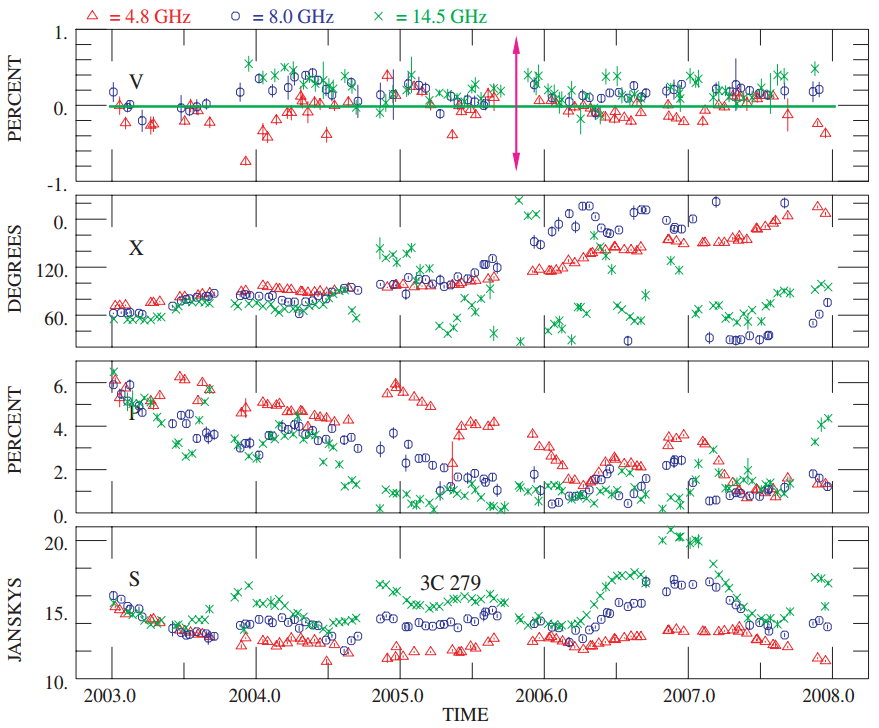 △ = 4.8 GHz ○ = 8.0 GHz × = 14.5 GHz
1.
V
PERCENT
0.
-1.
0.
X
DEGREES
120.
60.
6.
P
PERCENT
4.
2.
0.
20.
S
3C 279
JANSKYS
15.
10.
2003.0 2004.0 2005.0 2006.0 2007.0 2008.0
TIME